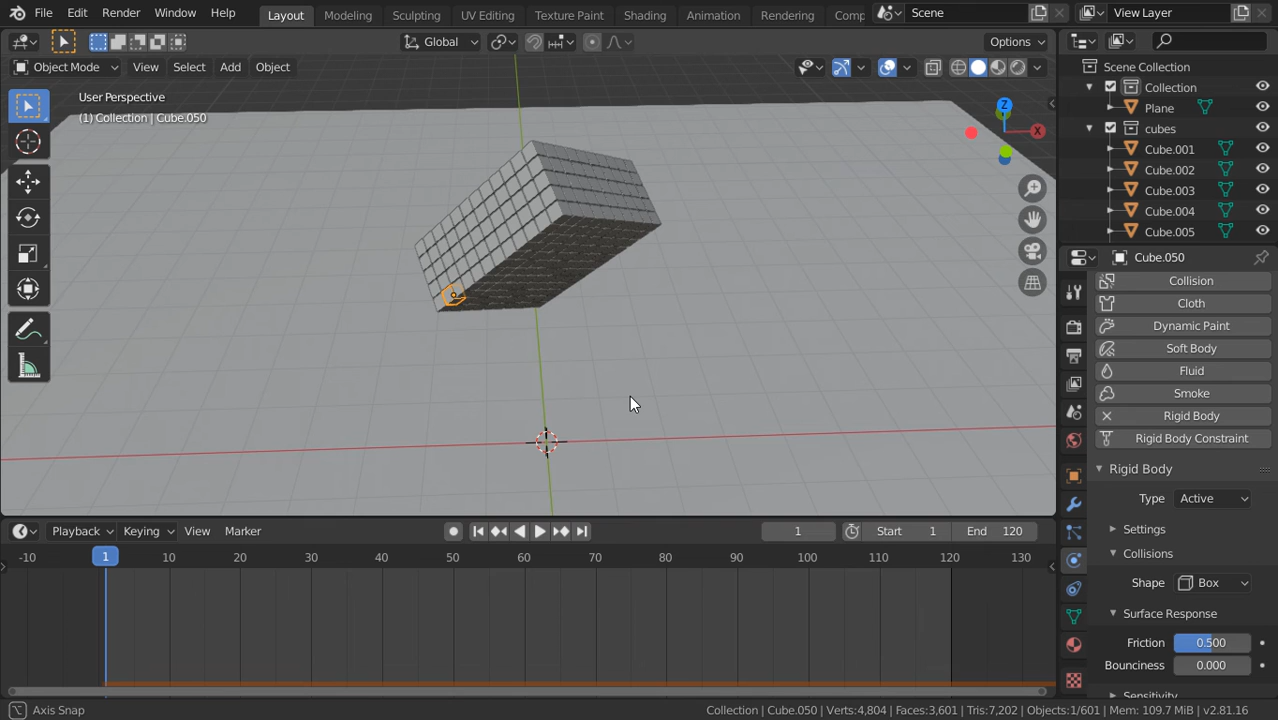 File Edit Render Window Help Layout Modeling Sculpting UV Editing Texture Paint Shading Animation Rendering Comp Scene View Layer
Global Options
Object Mode View Select Add Object
User Perspective
(1) Collection | Cube.050
Z
X
Scene Collection
Collection
Plane
cubes
Cube.001
Cube.002
Cube.003
Cube.004
Cube.005
Cube.050
Collision
Cloth
Dynamic Paint
Soft Body
Fluid
Smoke
Rigid Body
Rigid Body Constraint
Rigid Body
Type Active
Settings
Collisions
Shape Box
Surface Response
Friction 0.500
Bounciness 0.000
Sensitivity
Playback Keying View Marker 1 Start 1 End 120
-10 1 10 20 30 40 50 60 70 80 90 100 110 120 130
Axis Snap Collection | Cube.050 | Verts:4,804 | Faces:3,601 | Tris:7,202 | Objects:1/601 | Mem: 109.7 MiB | v2.81.16